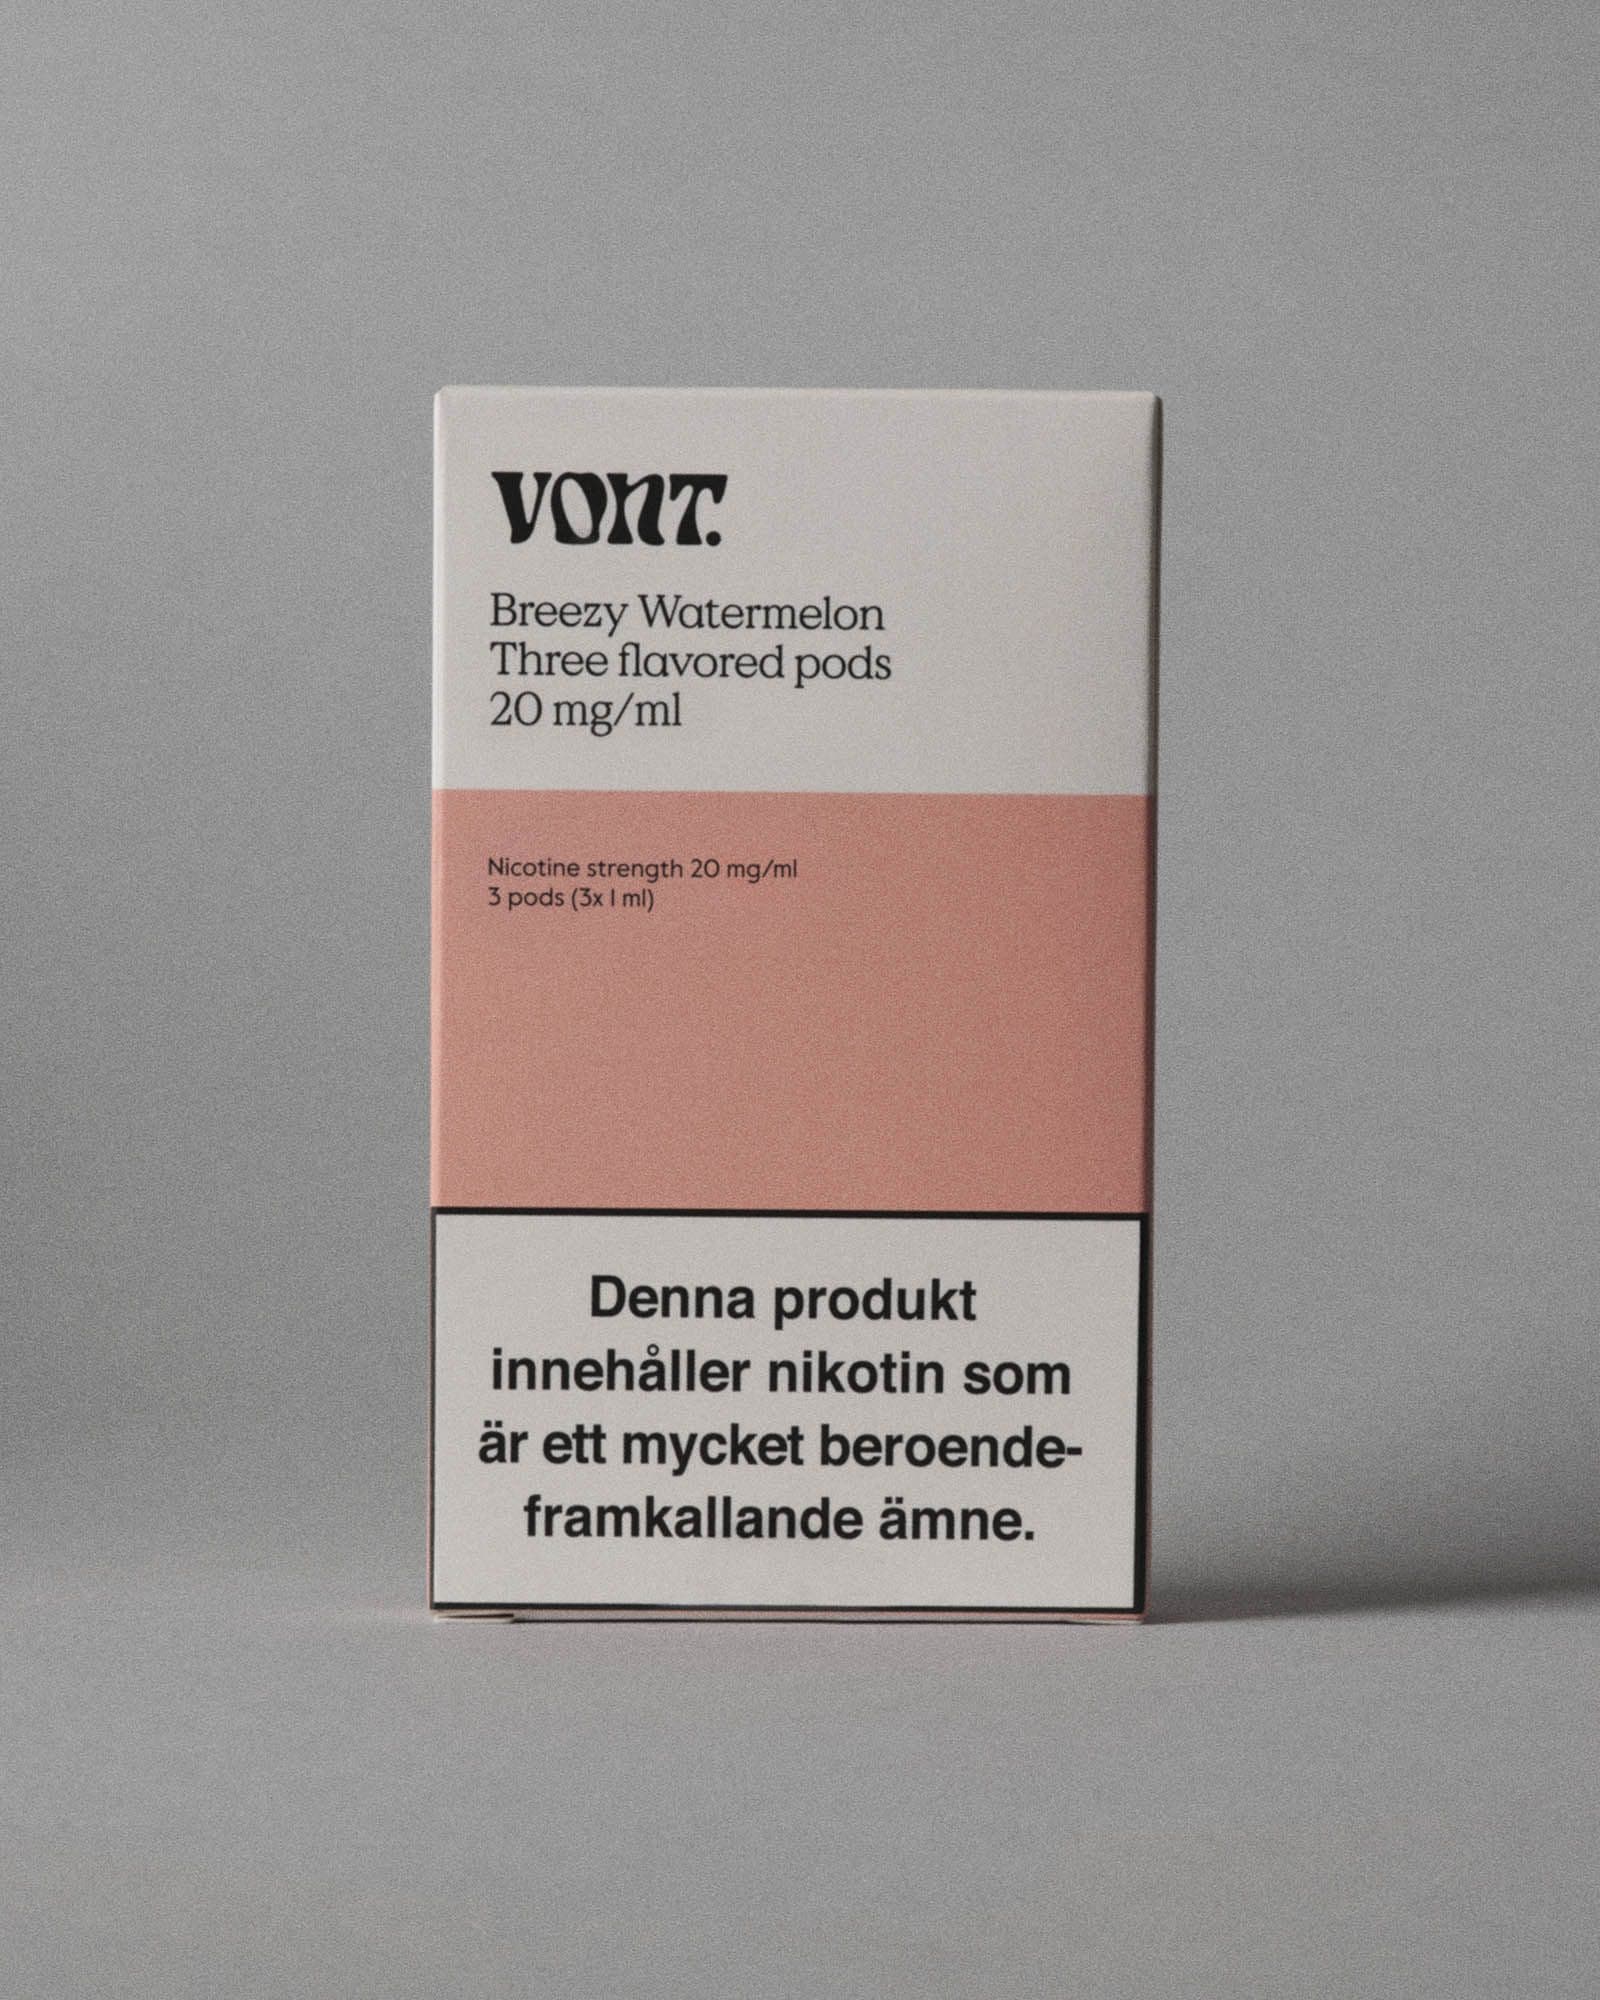 VONT.
Breezy Watermelon
Three flavored pods
20 mg/ml
Nicotine strength 20 mg/ml
3 pods (3x 1 ml)
Denna produkt
innehåller nikotin som
är ett mycket beroende-
framkallande ämne.